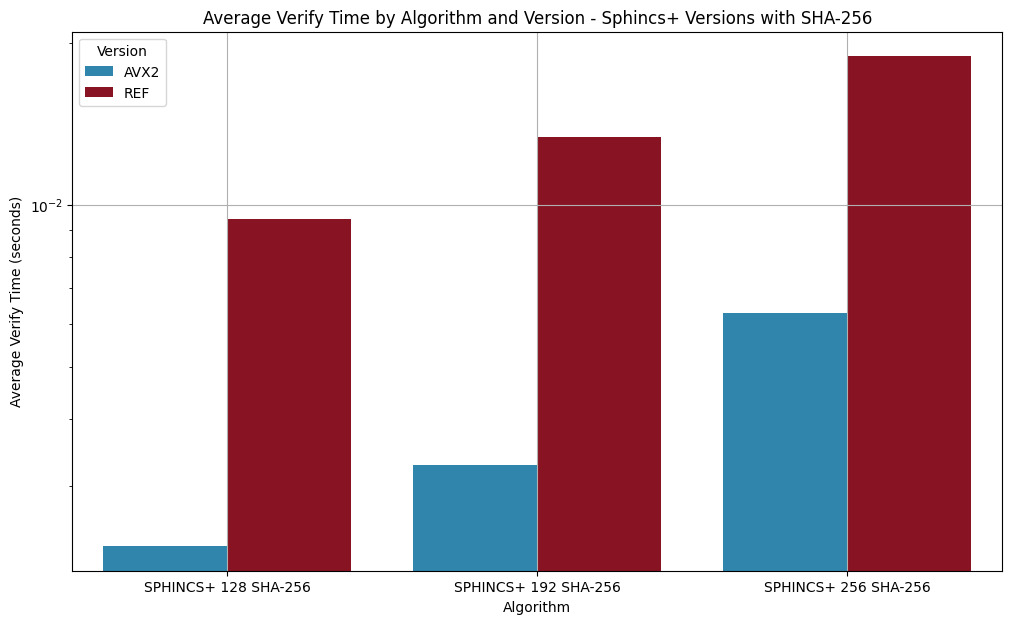 Average Verify Time by Algorithm and Version - Sphincs+ Versions with SHA-256
Version
AVX2
REF
Average Verify Time (seconds)
10⁻²
SPHINCS+ 128 SHA-256
SPHINCS+ 192 SHA-256
SPHINCS+ 256 SHA-256
Algorithm